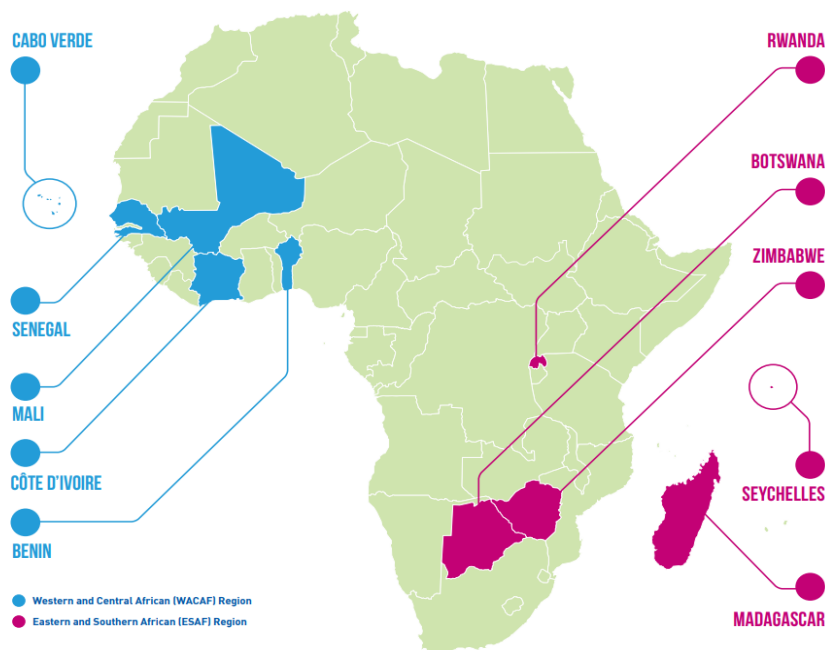 CABO VERDE
SENEGAL
MALI
CÔTE D'IVOIRE
BENIN
RWANDA
BOTSWANA
ZIMBABWE
SEYCHELLES
MADAGASCAR
Western and Central African (WACAF) Region
Eastern and Southern African (ESAF) Region